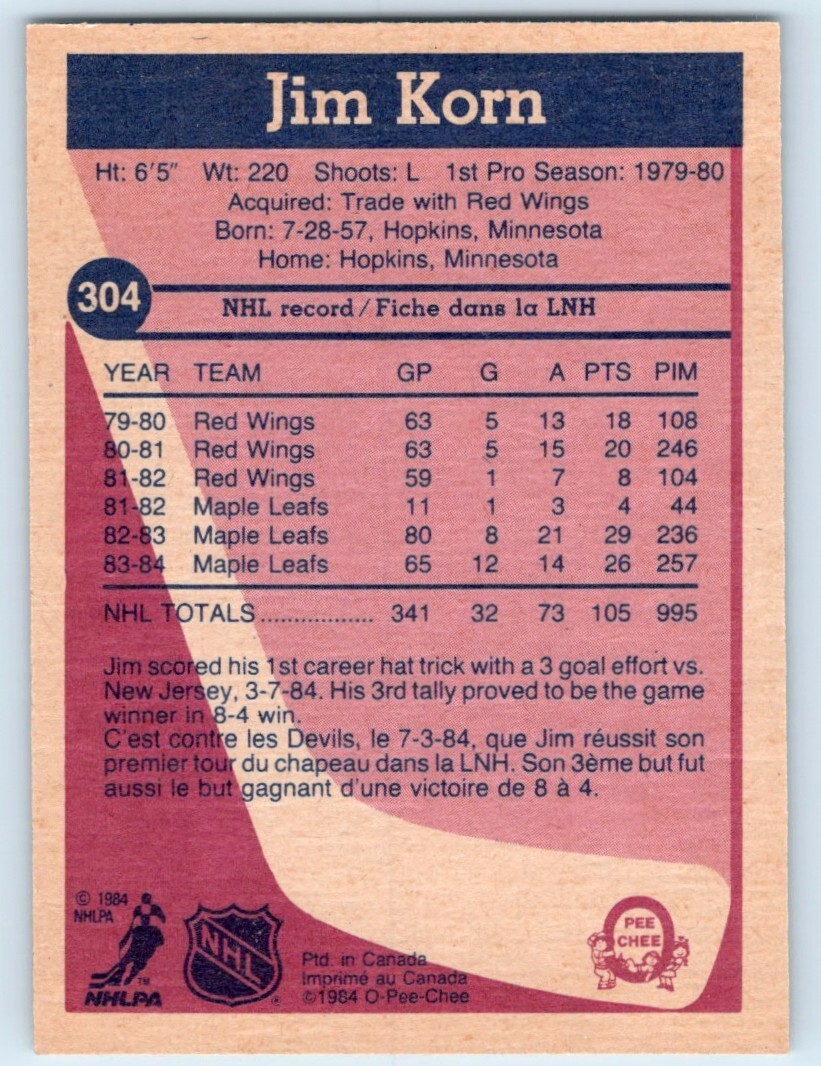 Jim Korn
Ht: 6'5" Wt: 220 Shoots: L 1st Pro Season: 1979-80
Acquired: Trade with Red Wings
Born: 7-28-57, Hopkins, Minnesota
Home: Hopkins, Minnesota
304
NHL record / Fiche dans la LNH
YEAR TEAM GP G A PTS PIM
79-80 Red Wings 63 5 13 18 108
80-81 Red Wings 63 5 15 20 246
81-82 Red Wings 59 1 7 8 104
81-82 Maple Leafs 11 1 3 4 44
82-83 Maple Leafs 80 8 21 29 236
83-84 Maple Leafs 65 12 14 26 257
NHL TOTALS ................. 341 32 73 105 995
Jim scored his 1st career hat trick with a 3 goal effort vs.
New Jersey, 3-7-84. His 3rd tally proved to be the game
winner in 8-4 win.
C'est contre les Devils, le 7-3-84, que Jim réussit son
premier tour du chapeau dans la LNH. Son 3ème but fut
aussi le but gagnant d'une victoire de 8 à 4.
© 1984
NHLPA
TM
NHLPA
NHL
®
Ptd. in Canada
Imprimé au Canada
©1984 O-Pee-Chee
PEE
CHEE